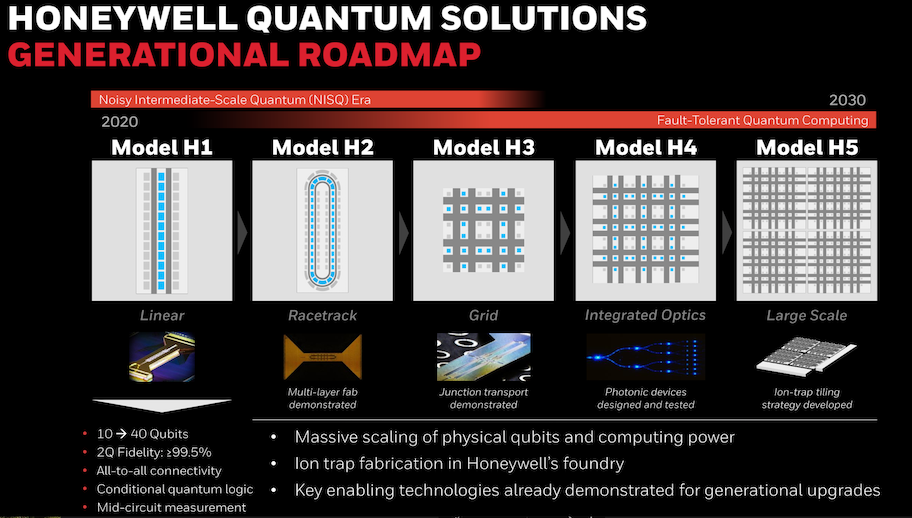 HONEYWELL QUANTUM SOLUTIONS
GENERATIONAL ROADMAP
Noisy Intermediate-Scale Quantum (NISQ) Era
2030
2020
Fault-Tolerant Quantum Computing
Model H1
Model H2
Model H3
Model H4
Model H5
Linear
Racetrack
Grid
Integrated Optics
Large Scale
Multi-layer fab
demonstrated
Junction transport
demonstrated
Photonic devices
designed and tested
Ion-trap tiling
strategy developed
• 10 → 40 Qubits
• 2Q Fidelity: ≥99.5%
• All-to-all connectivity
• Conditional quantum logic
• Mid-circuit measurement
• Massive scaling of physical qubits and computing power
• Ion trap fabrication in Honeywell's foundry
• Key enabling technologies already demonstrated for generational upgrades